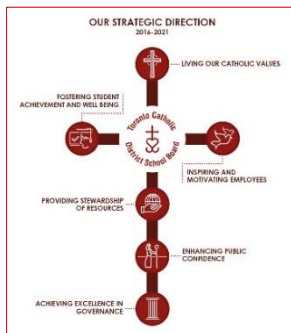 OUR STRATEGIC DIRECTION
2016-2021
LIVING OUR CATHOLIC VALUES
FOSTERING STUDENT
ACHIEVEMENT AND WELL BEING
Toronto Catholic
District School Board
INSPIRING AND
MOTIVATING EMPLOYEES
PROVIDING STEWARDSHIP
OF RESOURCES
ENHANCING PUBLIC
CONFIDENCE
ACHIEVING EXCELLENCE IN
GOVERNANCE